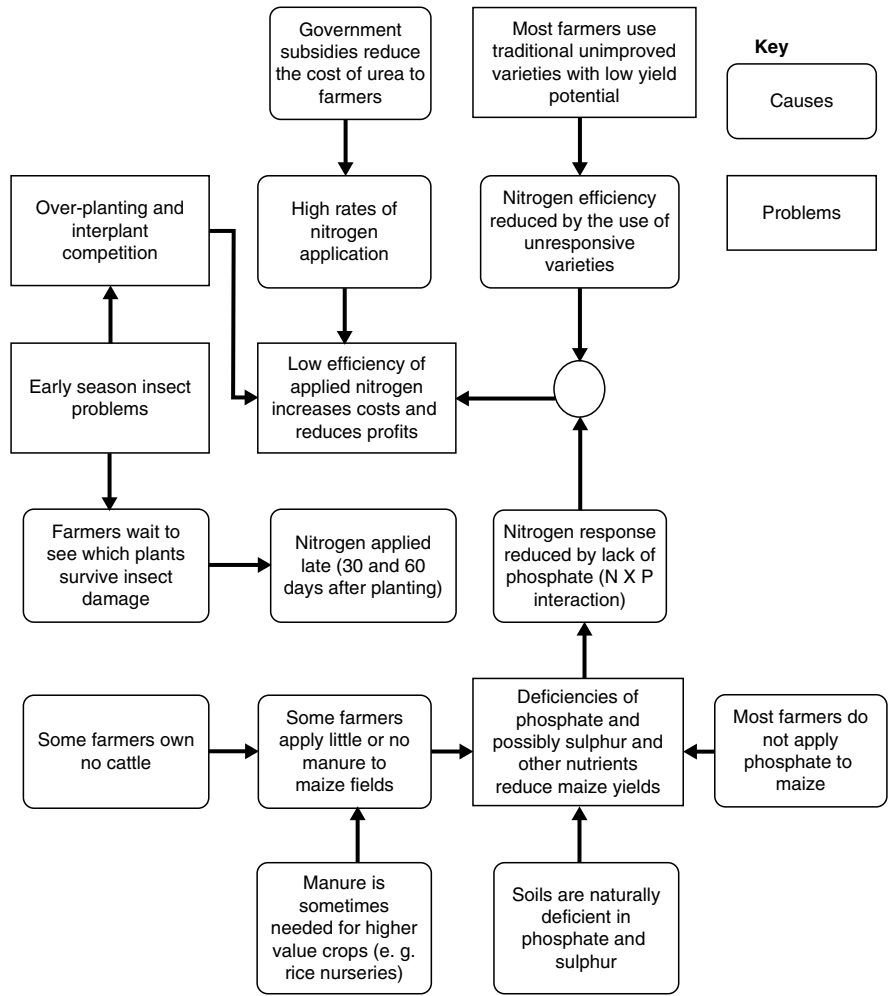 Government
subsidies reduce
the cost of urea to
farmers
Most farmers use
traditional unimproved
varieties with low yield
potential
Key
Causes
Problems
Over-planting and
interplant
competition
High rates of
nitrogen
application
Nitrogen efficiency
reduced by the use of
unresponsive
varieties
Early season insect
problems
Low efficiency of
applied nitrogen
increases costs and
reduces profits
Farmers wait to
see which plants
survive insect
damage
Nitrogen applied
late (30 and 60
days after planting)
Nitrogen response
reduced by lack of
phosphate (N X P
interaction)
Some farmers own
no cattle
Some farmers
apply little or no
manure to
maize fields
Deficiencies of
phosphate and
possibly sulphur and
other nutrients
reduce maize yields
Most farmers do
not apply
phosphate to
maize
Manure is
sometimes
needed for higher
value crops (e. g.
rice nurseries)
Soils are naturally
deficient in
phosphate and
sulphur